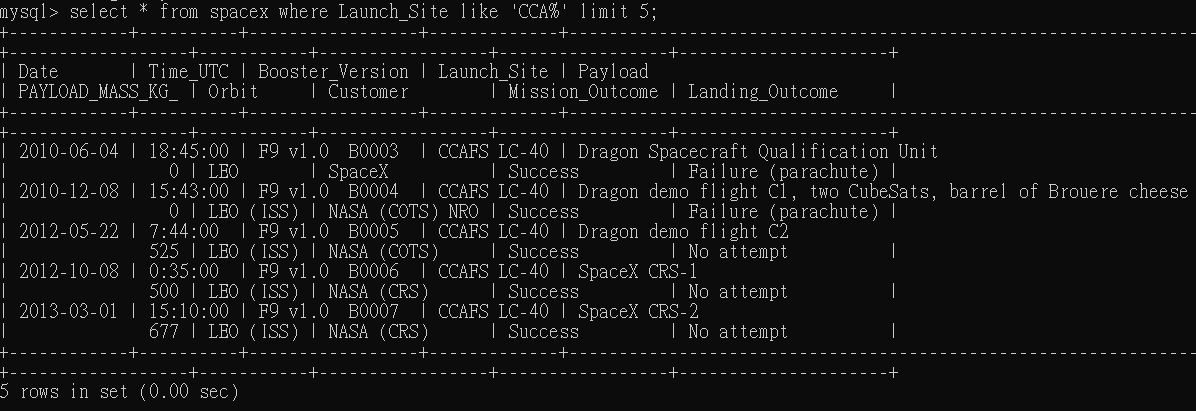 mysql> select * from spacex where Launch_Site like 'CCA%' limit 5;
+------------+----------+-----------------+-------------+--------------------------------------------------------------
+------------------+-----------+-----------------+-----------------+---------------------+
| Date       | Time_UTC | Booster_Version | Launch_Site | Payload
| PAYLOAD_MASS_KG_ | Orbit     | Customer        | Mission_Outcome | Landing_Outcome     |
+------------+----------+-----------------+-------------+--------------------------------------------------------------
+------------------+-----------+-----------------+-----------------+---------------------+
| 2010-06-04 | 18:45:00 | F9 v1.0  B0003  | CCAFS LC-40 | Dragon Spacecraft Qualification Unit
|                0 | LEO       | SpaceX          | Success         | Failure (parachute) |
| 2010-12-08 | 15:43:00 | F9 v1.0  B0004  | CCAFS LC-40 | Dragon demo flight C1, two CubeSats, barrel of Brouere cheese
|                0 | LEO (ISS) | NASA (COTS) NRO | Success         | Failure (parachute) |
| 2012-05-22 | 7:44:00  | F9 v1.0  B0005  | CCAFS LC-40 | Dragon demo flight C2
|              525 | LEO (ISS) | NASA (COTS)     | Success         | No attempt          |
| 2012-10-08 | 0:35:00  | F9 v1.0  B0006  | CCAFS LC-40 | SpaceX CRS-1
|              500 | LEO (ISS) | NASA (CRS)      | Success         | No attempt          |
| 2013-03-01 | 15:10:00 | F9 v1.0  B0007  | CCAFS LC-40 | SpaceX CRS-2
|              677 | LEO (ISS) | NASA (CRS)      | Success         | No attempt          |
+------------+----------+-----------------+-------------+--------------------------------------------------------------
+------------------+-----------+-----------------+-----------------+---------------------+
5 rows in set (0.00 sec)